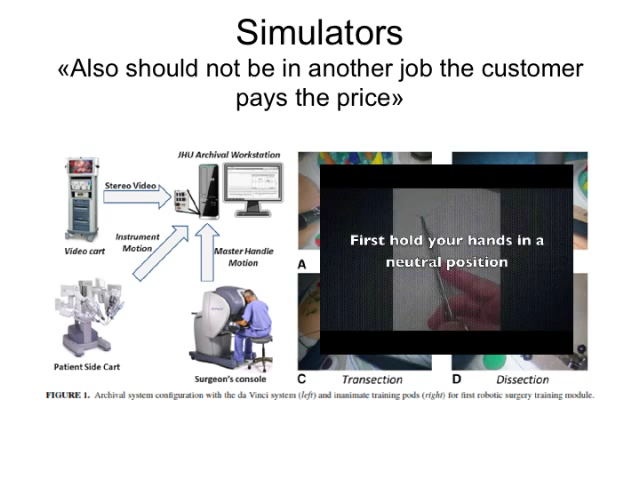 Simulators
«Also should not be in another job the customer
pays the price»
JHU Archival Workstation
Stereo Video
Instrument
Motion
Video cart
Master Handle
Motion
Patient Side Cart
Surgeon's console
First hold your hands in a
neutral position
A
C
Transection
D
Dissection
FIGURE 1. Archival system configuration with the da Vinci system (left) and inanimate training pods (right) for first robotic surgery training module.